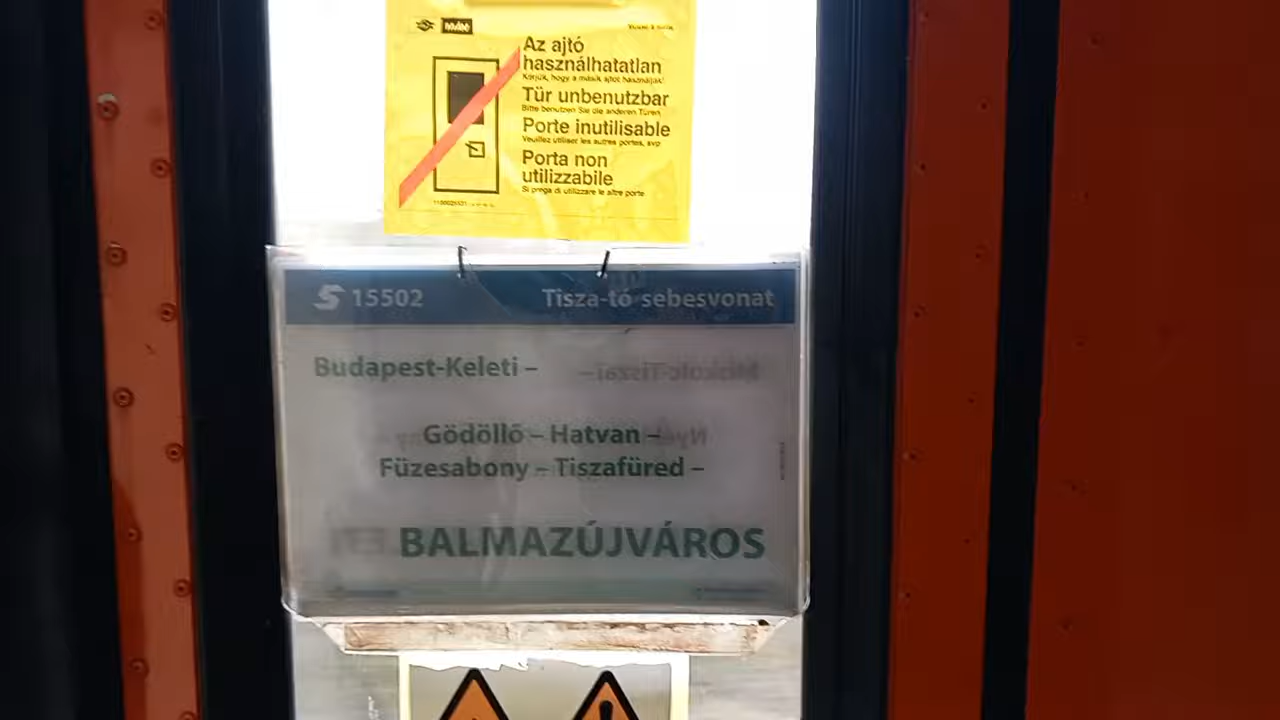 MÁV
Az ajtó
használhatatlan
Kérjük, hogy a másik ajtót használják!
Tür unbenutzbar
Bitte benutzen Sie die anderen Türen
Porte inutilisable
Veuillez utiliser les autres portes, svp
Porta non
utilizzabile
Si prega di utilizzare le altre porte
15502 Tisza-tó sebesvonat
Budapest-Keleti –
Gödöllő – Hatvan –
Füzesabony – Tiszafüred –
BALMAZÚJVÁROS